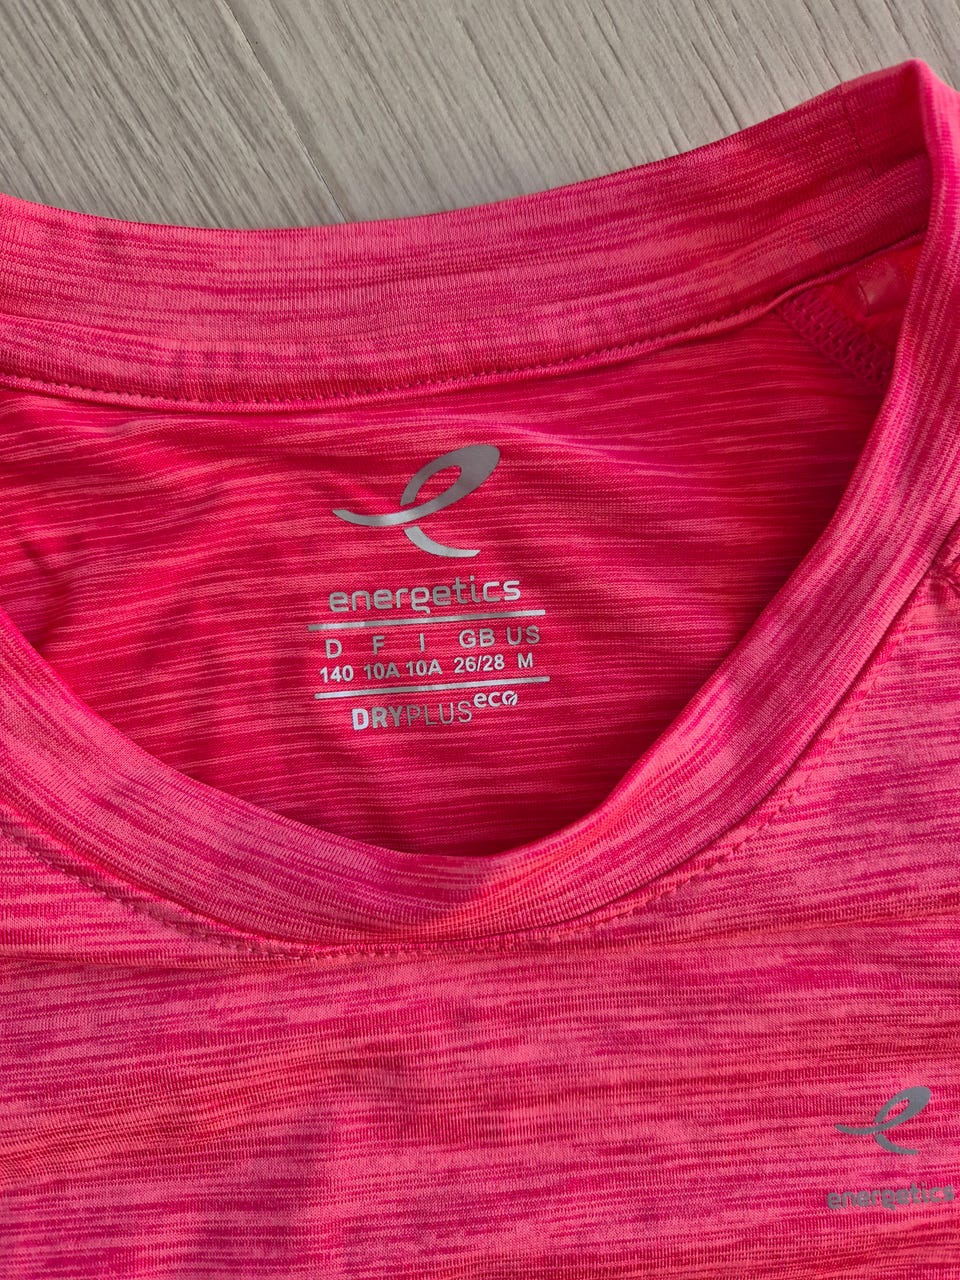 energetics
D F I GB US
140 10A 10A 26/28 M
DRYPLUS eco
energetics